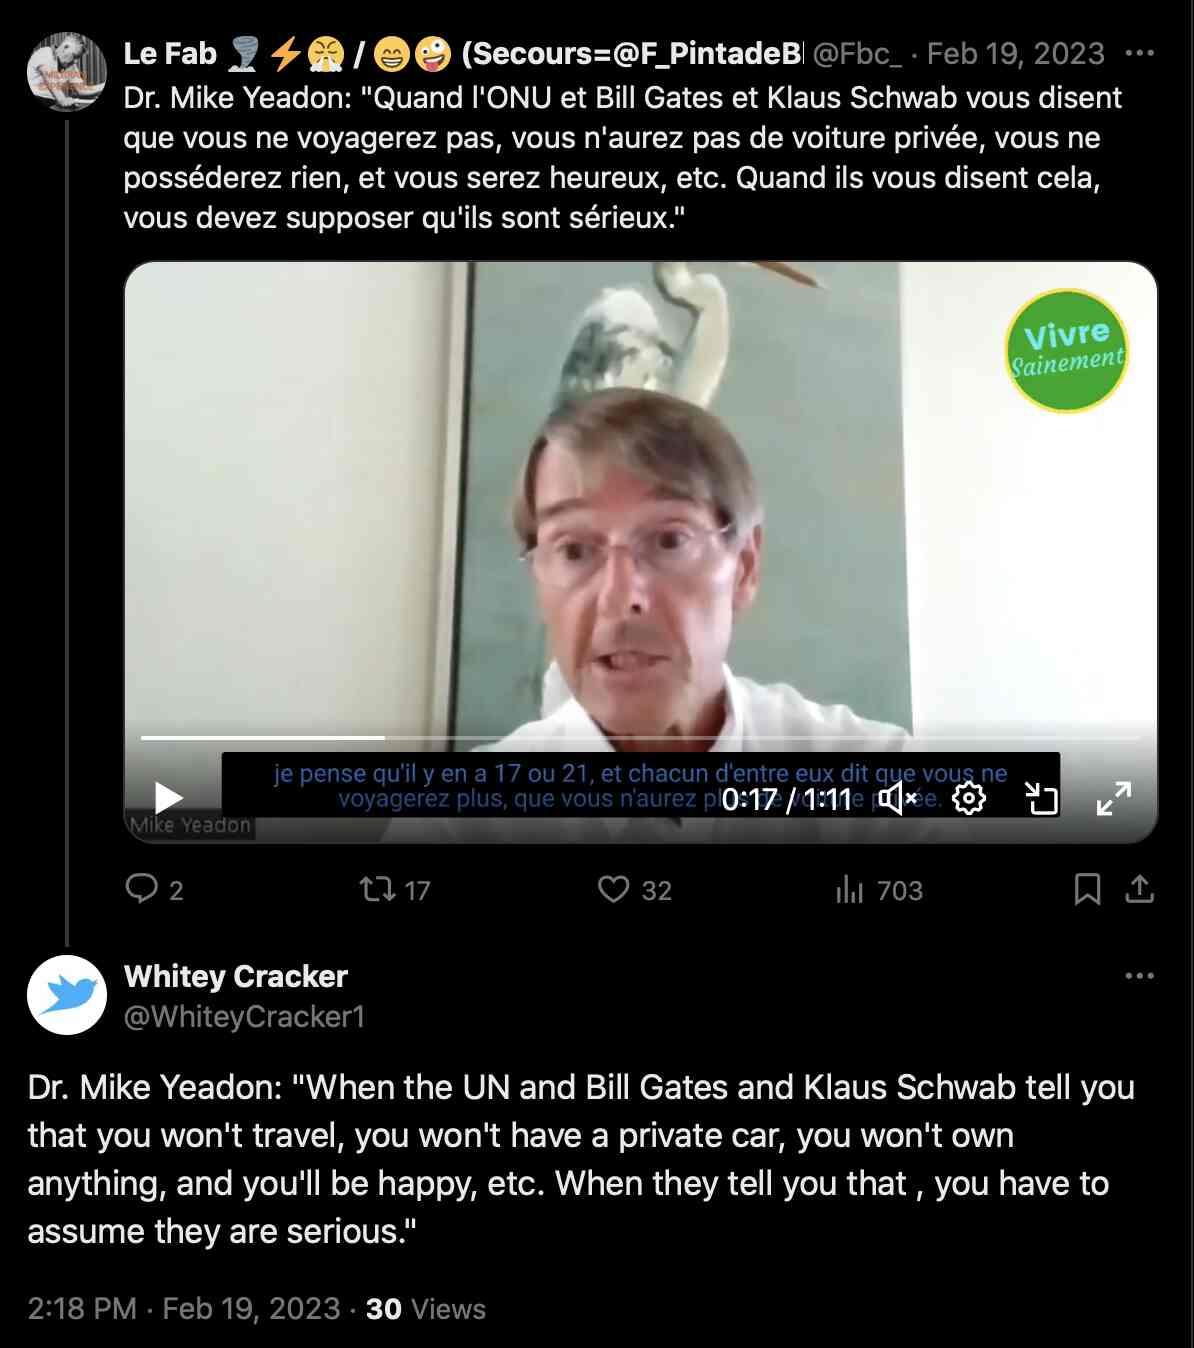 Le Fab 🌪️⚡😤 / 😁🤪 (Secours=@F_PintadeB @Fbc_ · Feb 19, 2023
Dr. Mike Yeadon: "Quand l'ONU et Bill Gates et Klaus Schwab vous disent
que vous ne voyagerez pas, vous n'aurez pas de voiture privée, vous ne
posséderez rien, et vous serez heureux, etc. Quand ils vous disent cela,
vous devez supposer qu'ils sont sérieux."
Vivre
Sainement
je pense qu'il y en a 17 ou 21, et chacun d'entre eux dit que vous ne
voyagerez plus, que vous n'aurez
0:17 / 1:11
Mike Yeadon
2 17 32 703
Whitey Cracker
@WhiteyCracker1
Dr. Mike Yeadon: "When the UN and Bill Gates and Klaus Schwab tell you
that you won't travel, you won't have a private car, you won't own
anything, and you'll be happy, etc. When they tell you that , you have to
assume they are serious."
2:18 PM · Feb 19, 2023 · 30 Views